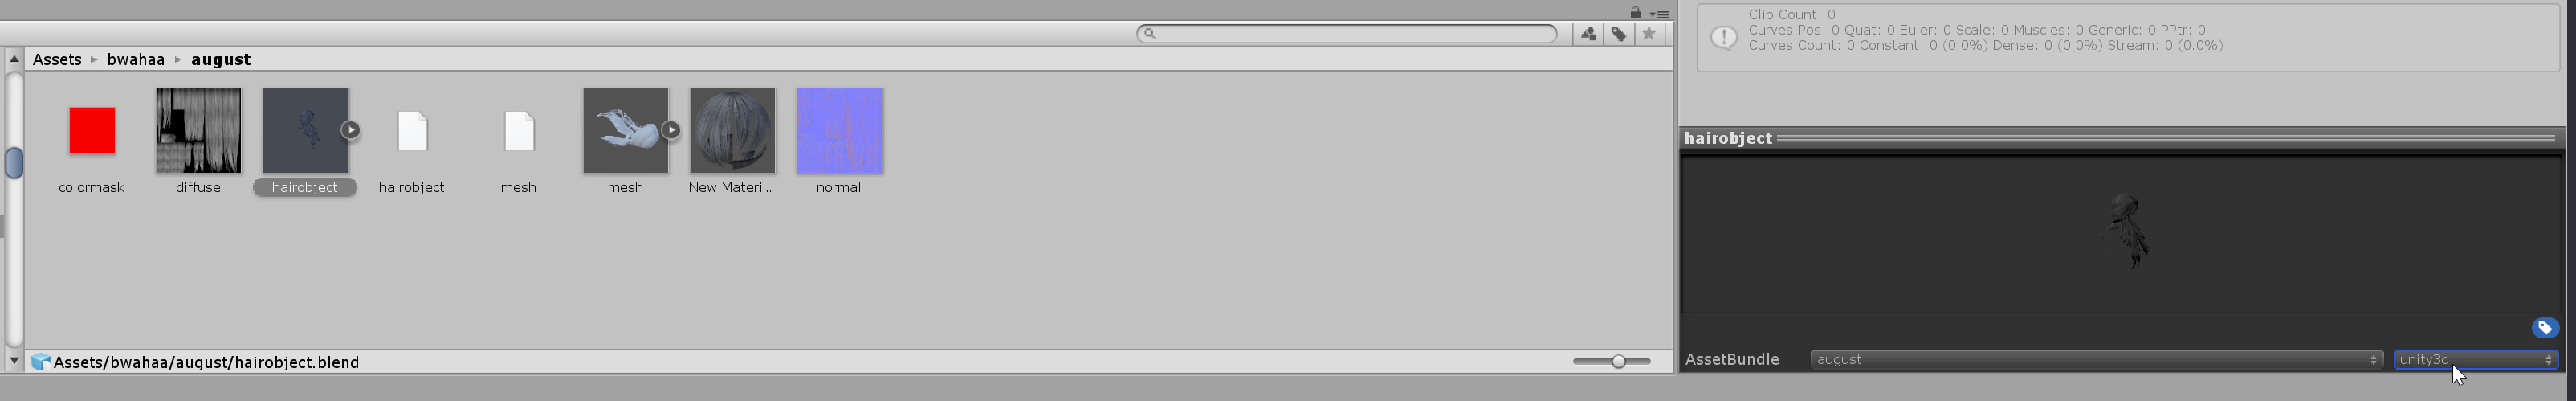 Clip Count: 0
Curves Pos: 0 Quat: 0 Euler: 0 Scale: 0 Muscles: 0 Generic: 0 PPtr: 0
Curves Count: 0 Constant: 0 (0.0%) Dense: 0 (0.0%) Stream: 0 (0.0%)
Assets bwahaa august
colormask diffuse hairobject hairobject mesh mesh New Materi... normal
Assets/bwahaa/august/hairobject.blend
hairobject
AssetBundle august unity3d